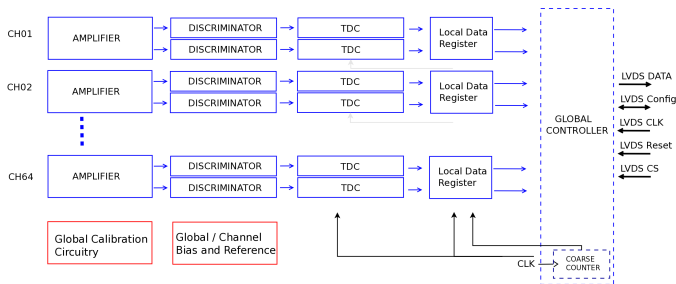 CH01
AMPLIFIER
DISCRIMINATOR
DISCRIMINATOR
TDC
TDC
Local Data
Register
CH02
AMPLIFIER
DISCRIMINATOR
DISCRIMINATOR
TDC
TDC
Local Data
Register
CH64
AMPLIFIER
DISCRIMINATOR
DISCRIMINATOR
TDC
TDC
Local Data
Register
GLOBAL
CONTROLLER
LVDS DATA
LVDS Config
LVDS CLK
LVDS Reset
LVDS CS
Global Calibration
Circuitry
Global / Channel
Bias and Reference
CLK
COARSE
COUNTER